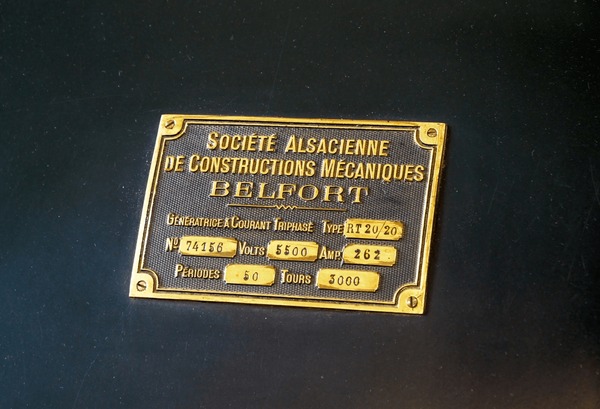 SOCIÉTÉ ALSACIENNE
DE CONSTRUCTIONS MÉCANIQUES
BELFORT
GÉNÉRATRICE À COURANT TRIPHASÉ TYPE RT 20/20
No 74156 VOLTS 5500 AMP. 262
PÉRIODES 50 TOURS 3000